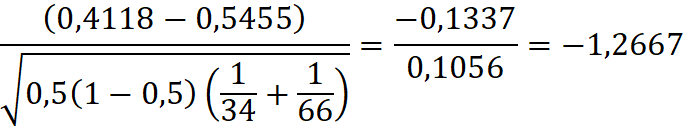 (0,4118 − 0,5455) / √(0,5(1 − 0,5) (1/34 + 1/66)) = −0,1337 / 0,1056 = −1,2667